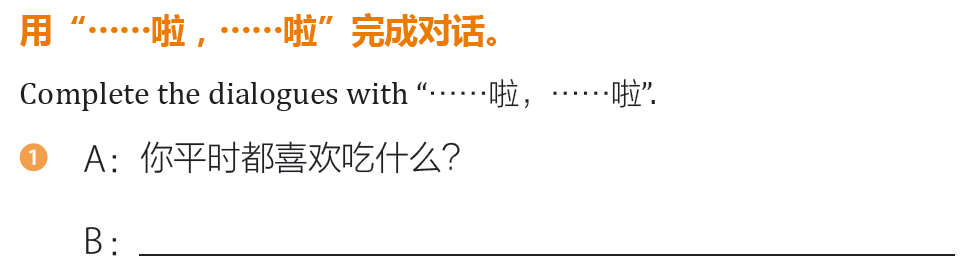 用“……啦，……啦”完成对话。
Complete the dialogues with “……啦，……啦”.
1 A：你平时都喜欢吃什么？
B：